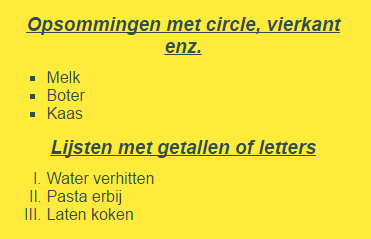 Opsommingen met circle, vierkant
enz.
▪ Melk
▪ Boter
▪ Kaas
Lijsten met getallen of letters
I. Water verhitten
II. Pasta erbij
III. Laten koken